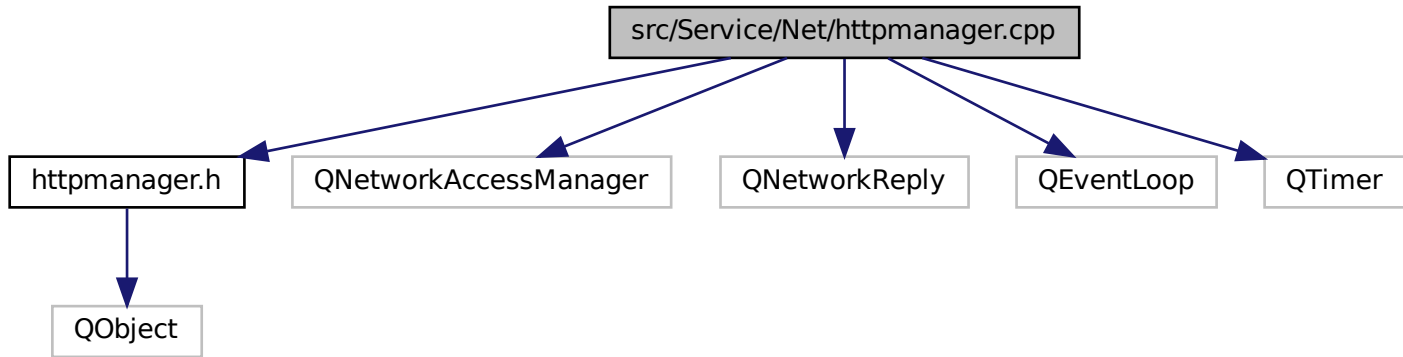 src/Service/Net/httpmanager.cpp
httpmanager.h
QNetworkAccessManager
QNetworkReply
QEventLoop
QTimer
QObject